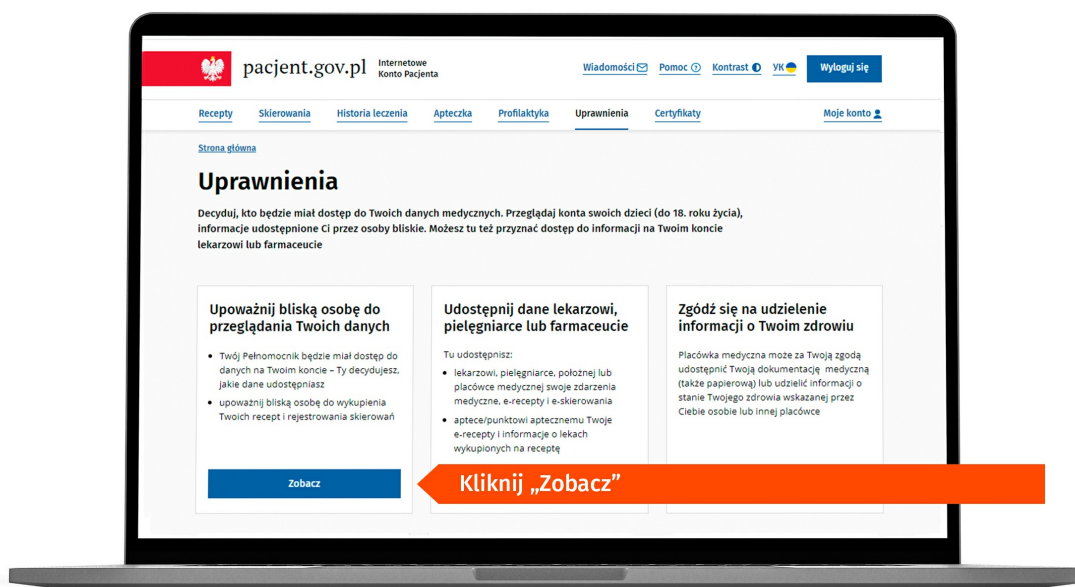 pacjent.gov.pl
Internetowe
Konto Pacjenta
Wiadomości
Pomoc
Kontrast
УК
Wyloguj się
Recepty
Skierowania
Historia leczenia
Apteczka
Profilaktyka
Uprawnienia
Certyfikaty
Moje konto
Strona główna
Uprawnienia
Decyduj, kto będzie miał dostęp do Twoich danych medycznych. Przeglądaj konta swoich dzieci (do 18. roku życia),
informacje udostępnione Ci przez osoby bliskie. Możesz tu też przyznać dostęp do informacji na Twoim koncie
lekarzowi lub farmaceucie
Upoważnij bliską osobę do
przeglądania Twoich danych
• Twój Pełnomocnik będzie miał dostęp do
danych na Twoim koncie – Ty decydujesz,
jakie dane udostępniasz
• upoważnij bliską osobę do wykupienia
Twoich recept i rejestrowania skierowań
Zobacz
Udostępnij dane lekarzowi,
pielęgniarce lub farmaceucie
Tu udostępnisz:
• lekarzowi, pielęgniarce, położnej lub
placówce medycznej swoje zdarzenia
medyczne, e-recepty i e-skierowania
• aptece/punktowi aptecznemu Twoje
e-recepty i informacje o lekach
wykupionych na receptę
Zgódź się na udzielenie
informacji o Twoim zdrowiu
Placówka medyczna może za Twoją zgodą
udostępnić Twoją dokumentację medyczną
(także papierową) lub udzielić informacji o
stanie Twojego zdrowia wskazanej przez
Ciebie osobie lub innej placówce
Kliknij „Zobacz”